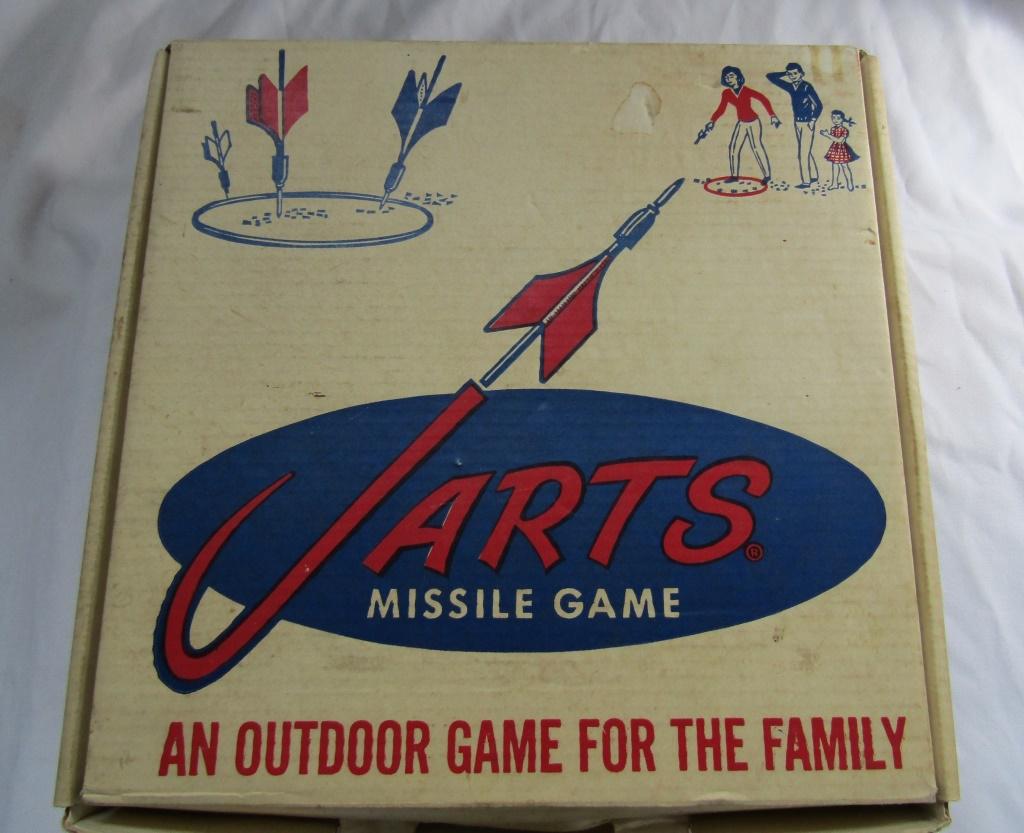 JARTS®
MISSILE GAME
AN OUTDOOR GAME FOR THE FAMILY